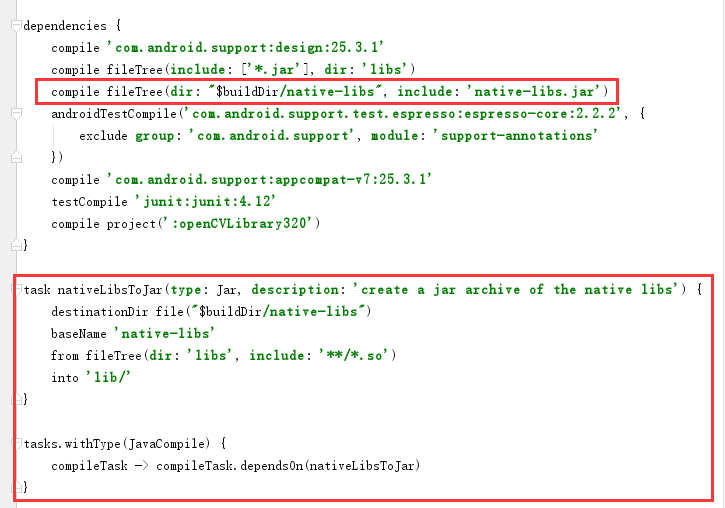 dependencies {
compile 'com.android.support:design:25.3.1'
compile fileTree(include: ['*.jar'], dir: 'libs')
compile fileTree(dir: "$buildDir/native-libs", include: 'native-libs.jar')
androidTestCompile('com.android.support.test.espresso:espresso-core:2.2.2', {
exclude group: 'com.android.support', module: 'support-annotations'
})
compile 'com.android.support:appcompat-v7:25.3.1'
testCompile 'junit:junit:4.12'
compile project(':openCVLibrary320')
}
task nativeLibsToJar(type: Jar, description: 'create a jar archive of the native libs') {
destinationDir file("$buildDir/native-libs")
baseName 'native-libs'
from fileTree(dir: 'libs', include: '**/*.so')
into 'lib/'
}
tasks.withType(JavaCompile) {
compileTask -> compileTask.dependsOn(nativeLibsToJar)
}